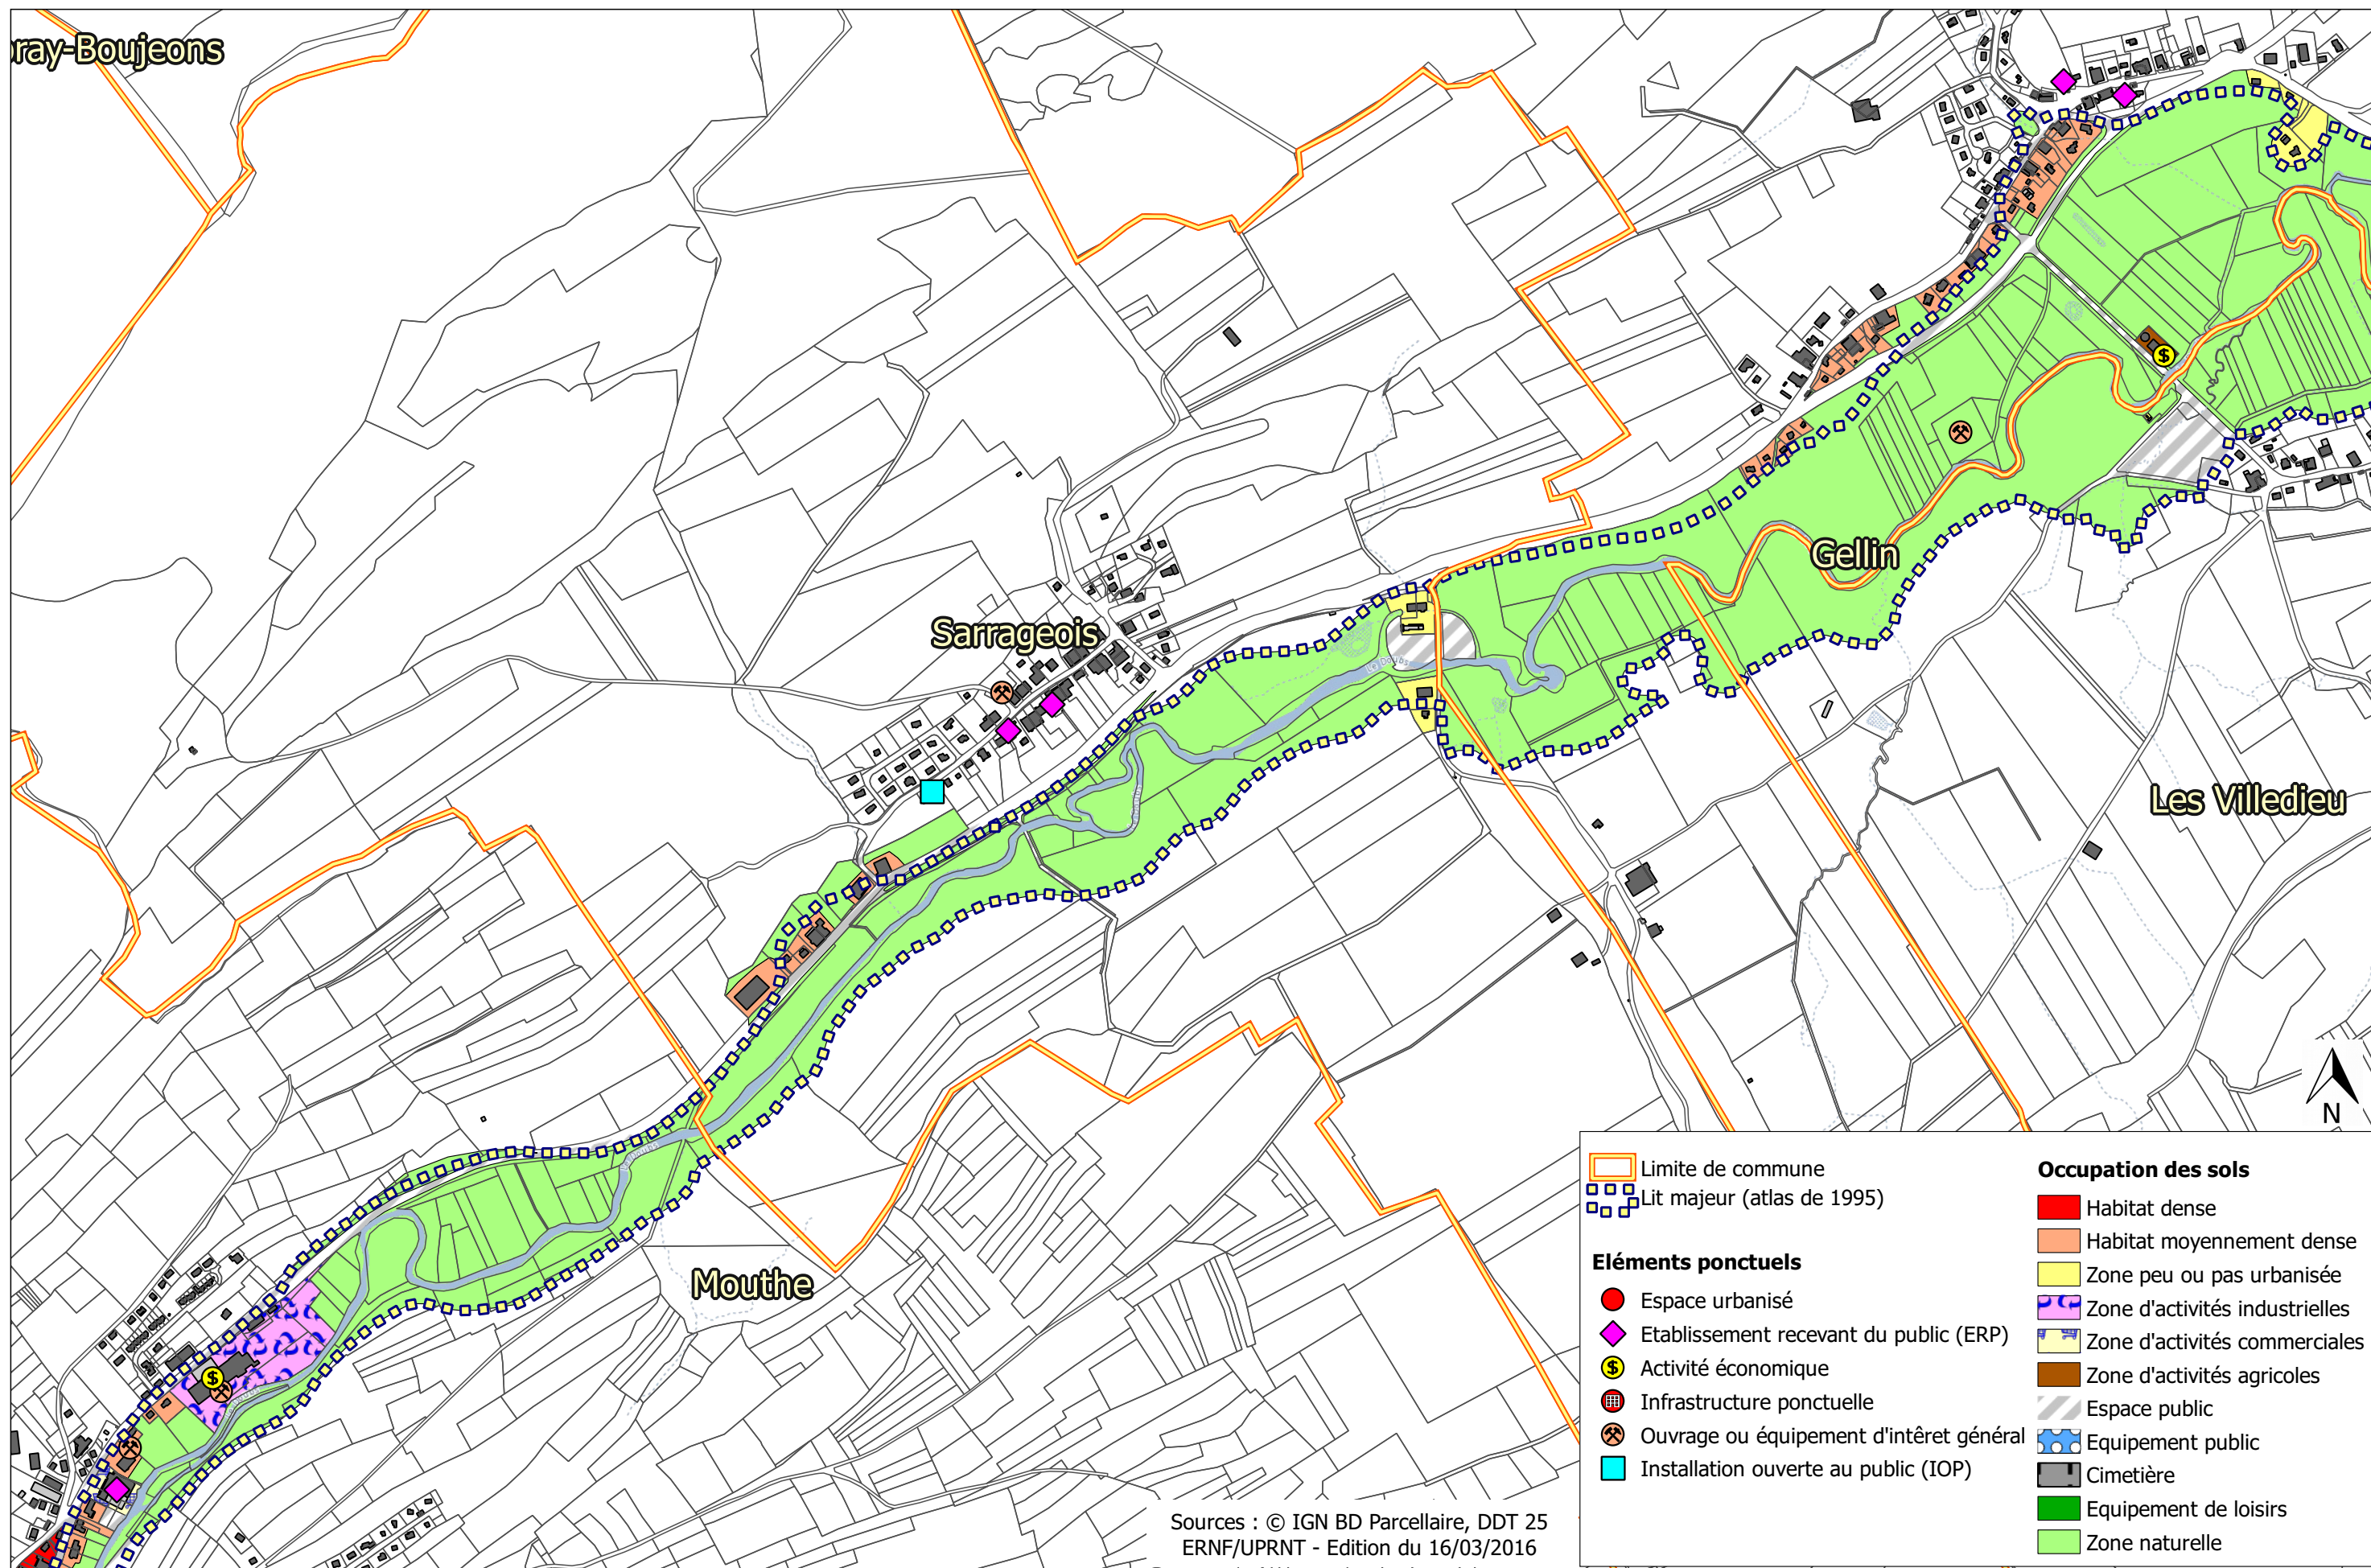 ray-Boujeons
Sarrageois
Gellin
Les Villedieu
Mouthe
Le Doubs
N
Limite de commune
Lit majeur (atlas de 1995)
Eléments ponctuels
Espace urbanisé
Etablissement recevant du public (ERP)
Activité économique
Infrastructure ponctuelle
Ouvrage ou équipement d'intêret général
Installation ouverte au public (IOP)
Occupation des sols
Habitat dense
Habitat moyennement dense
Zone peu ou pas urbanisée
Zone d'activités industrielles
Zone d'activités commerciales
Zone d'activités agricoles
Espace public
Equipement public
Cimetière
Equipement de loisirs
Zone naturelle
Sources : © IGN BD Parcellaire, DDT 25
ERNF/UPRNT - Edition du 16/03/2016